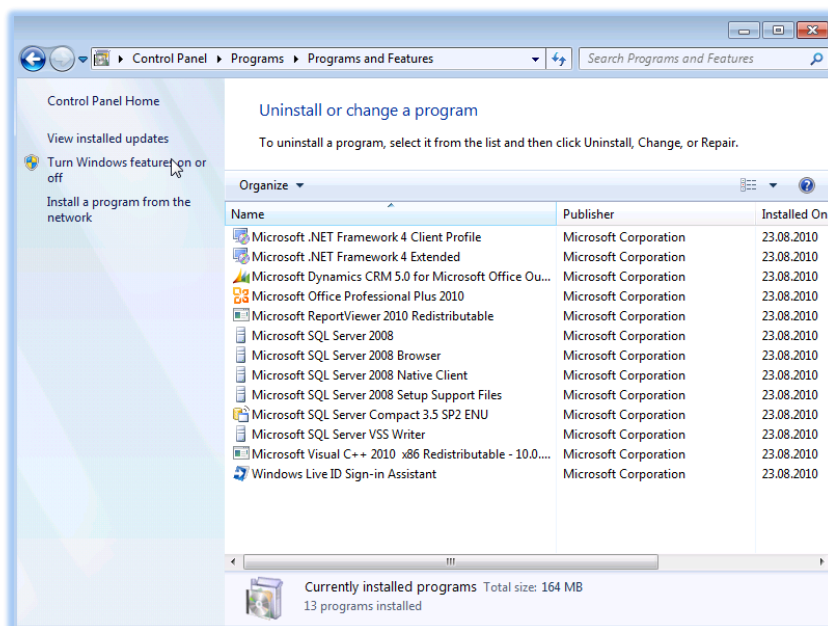 Control Panel Programs Programs and Features Search Programs and Features
Control Panel Home
View installed updates
Turn Windows features on or
off
Install a program from the
network
Uninstall or change a program
To uninstall a program, select it from the list and then click Uninstall, Change, or Repair.
Organize
Name Publisher Installed On
Microsoft .NET Framework 4 Client Profile Microsoft Corporation 23.08.2010
Microsoft .NET Framework 4 Extended Microsoft Corporation 23.08.2010
Microsoft Dynamics CRM 5.0 for Microsoft Office Ou... Microsoft Corporation 23.08.2010
Microsoft Office Professional Plus 2010 Microsoft Corporation 23.08.2010
Microsoft ReportViewer 2010 Redistributable Microsoft Corporation 23.08.2010
Microsoft SQL Server 2008 Microsoft Corporation 23.08.2010
Microsoft SQL Server 2008 Browser Microsoft Corporation 23.08.2010
Microsoft SQL Server 2008 Native Client Microsoft Corporation 23.08.2010
Microsoft SQL Server 2008 Setup Support Files Microsoft Corporation 23.08.2010
Microsoft SQL Server Compact 3.5 SP2 ENU Microsoft Corporation 23.08.2010
Microsoft SQL Server VSS Writer Microsoft Corporation 23.08.2010
Microsoft Visual C++ 2010 x86 Redistributable - 10.0.... Microsoft Corporation 23.08.2010
Windows Live ID Sign-in Assistant Microsoft Corporation 23.08.2010
Currently installed programs Total size: 164 MB
13 programs installed